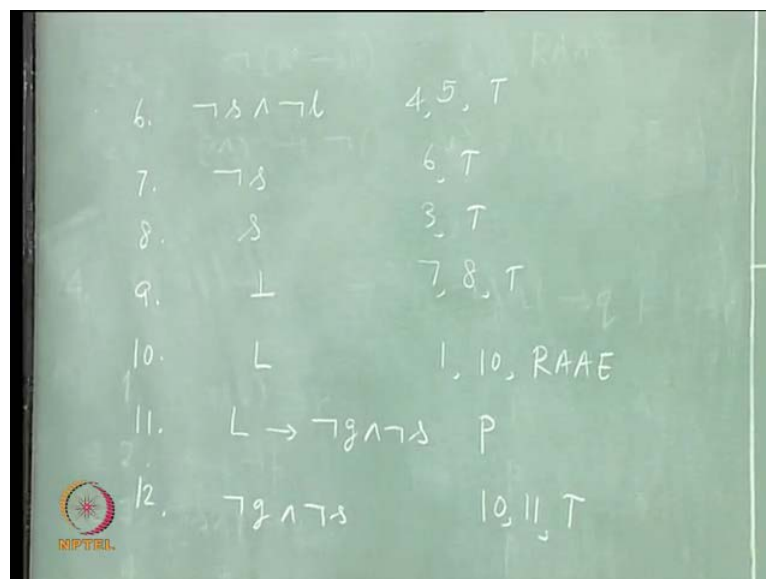 6. ¬s ∧ ¬l 4, 5, T
7. ¬s 6, T
8. s 3, T
9. ⊥ 7, 8, T
10. L 1, 10, RAAE
11. L → ¬g ∧ ¬s P
12. ¬g ∧ ¬s 10, 11, T
NPTEL